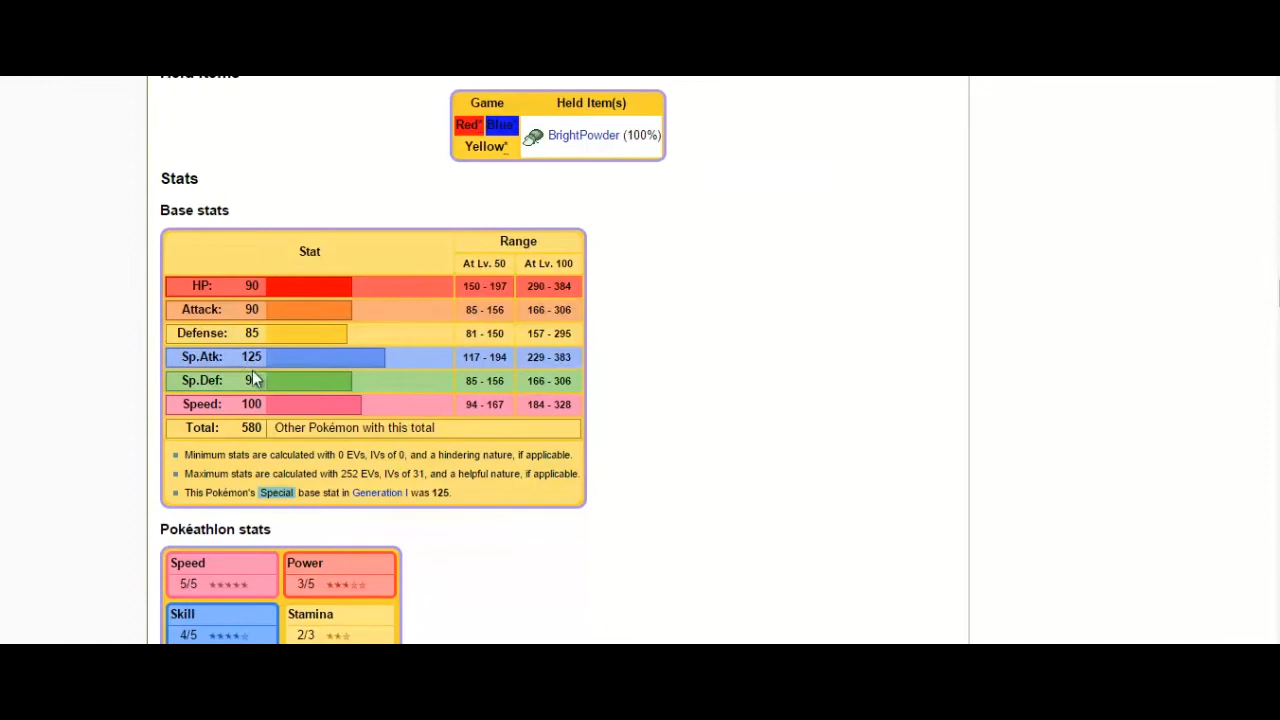 Held Items
Game Held Item(s)
Red* Blue* BrightPowder (100%)
Yellow*
Stats
Base stats
Stat Range
At Lv. 50 At Lv. 100
HP: 90 150 - 197 290 - 384
Attack: 90 85 - 156 166 - 306
Defense: 85 81 - 150 157 - 295
Sp.Atk: 125 117 - 194 229 - 383
Sp.Def: 85 - 156 166 - 306
Speed: 100 94 - 167 184 - 328
Total: 580 Other Pokémon with this total
Minimum stats are calculated with 0 EVs, IVs of 0, and a hindering nature, if applicable.
Maximum stats are calculated with 252 EVs, IVs of 31, and a helpful nature, if applicable.
This Pokémon's Special base stat in Generation I was 125.
Pokéathlon stats
Speed Power
5/5 ★★★★★ 3/5 ★★★☆☆
Skill Stamina
4/5 ★★★★☆ 2/3 ★★☆